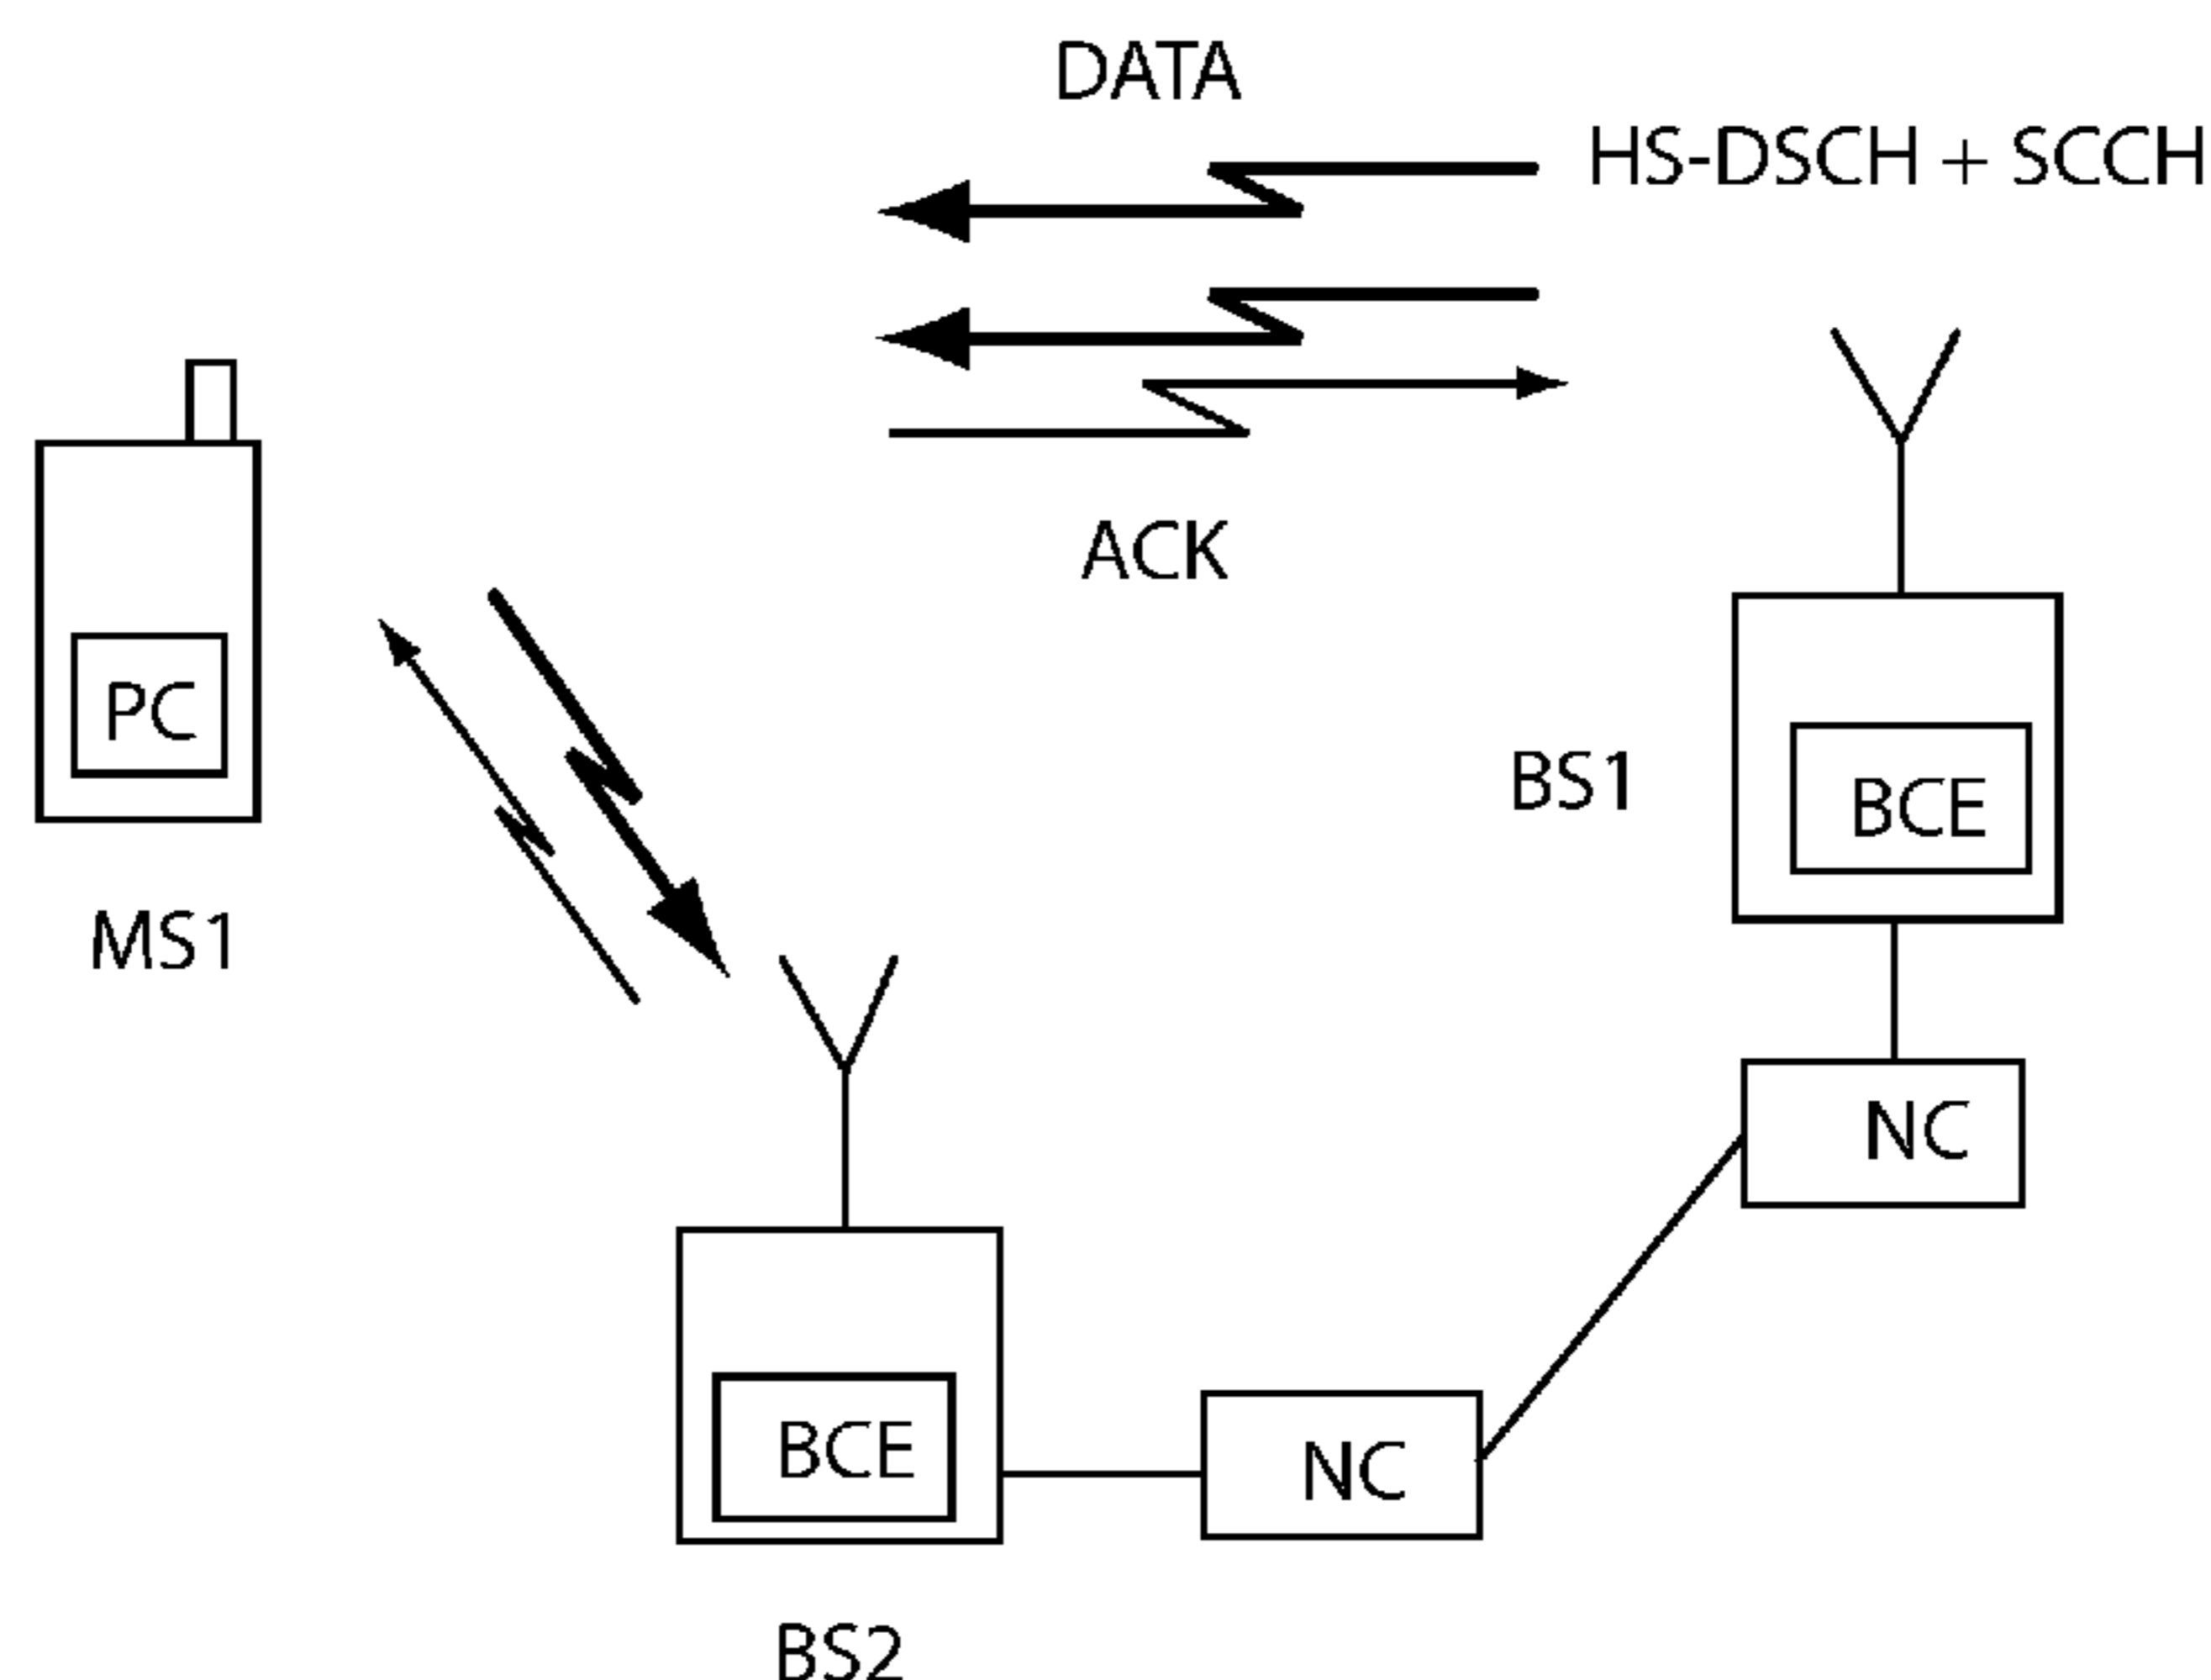 DATA
HS-DSCH + SCCH
ACK
PC
MS1
BS1
BCE
NC
BCE
NC
BS2